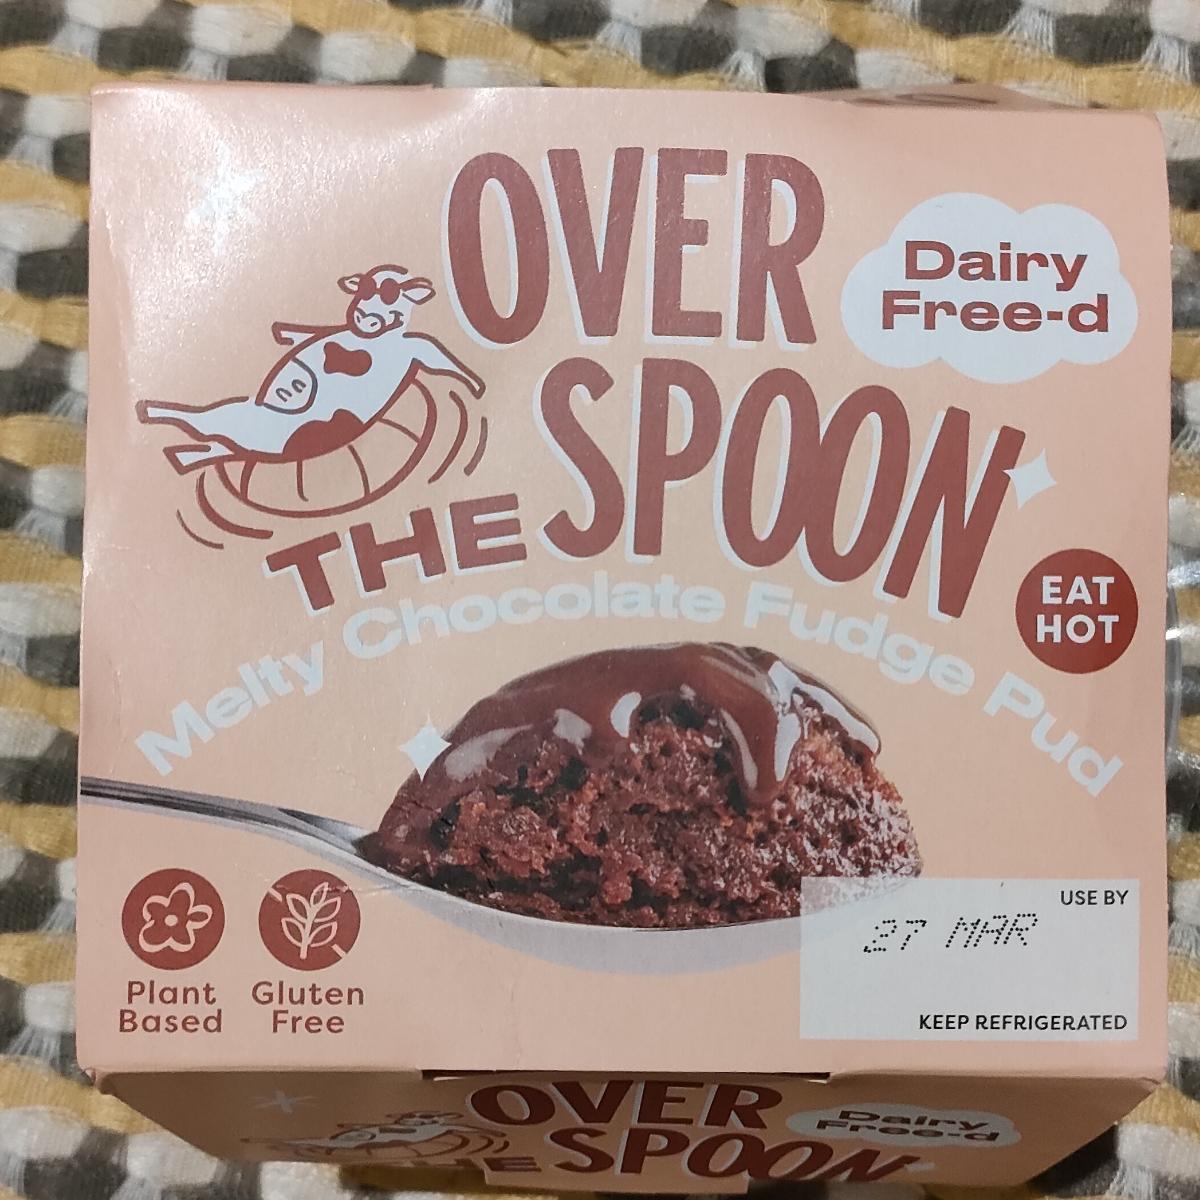 OVER
THE SPOON
Dairy
Free-d
Melty Chocolate Fudge Pud
EAT
HOT
Plant
Based
Gluten
Free
USE BY
27 MAR
KEEP REFRIGERATED
OVER
THE SPOON
Dairy
Free-d